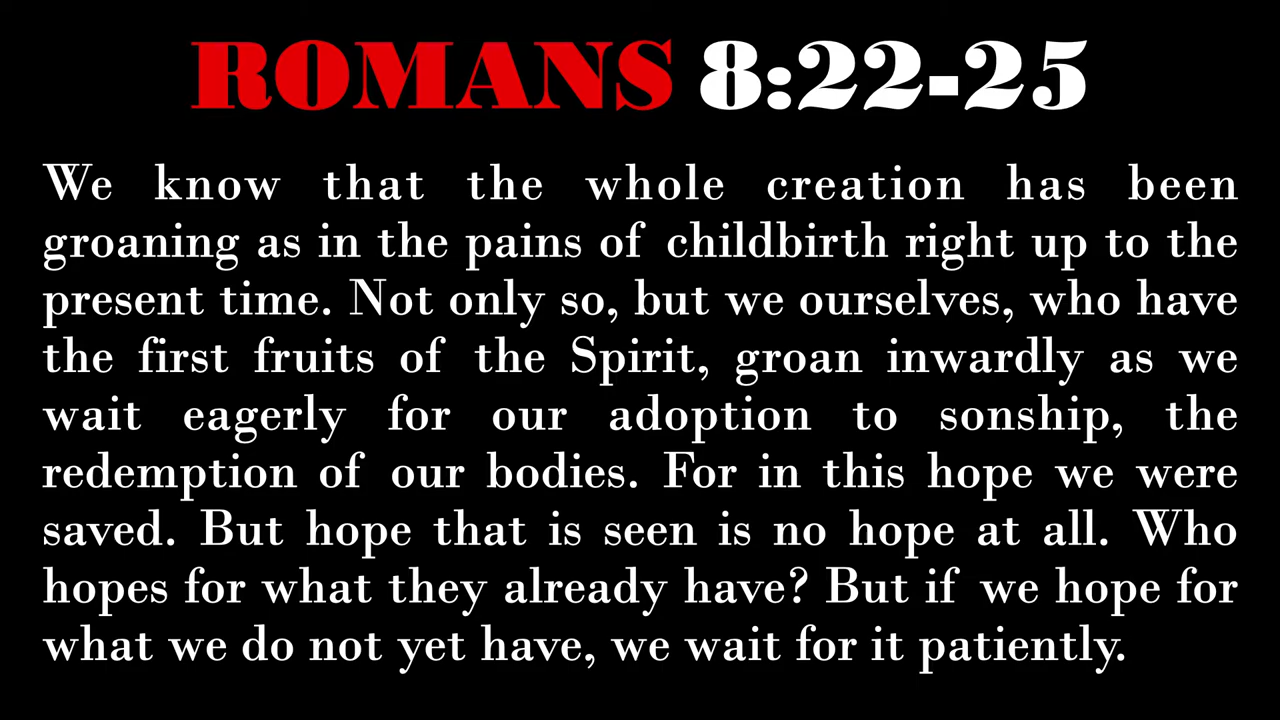 ROMANS 8:22-25
We know that the whole creation has been
groaning as in the pains of childbirth right up to the
present time. Not only so, but we ourselves, who have
the first fruits of the Spirit, groan inwardly as we
wait eagerly for our adoption to sonship, the
redemption of our bodies. For in this hope we were
saved. But hope that is seen is no hope at all. Who
hopes for what they already have? But if we hope for
what we do not yet have, we wait for it patiently.